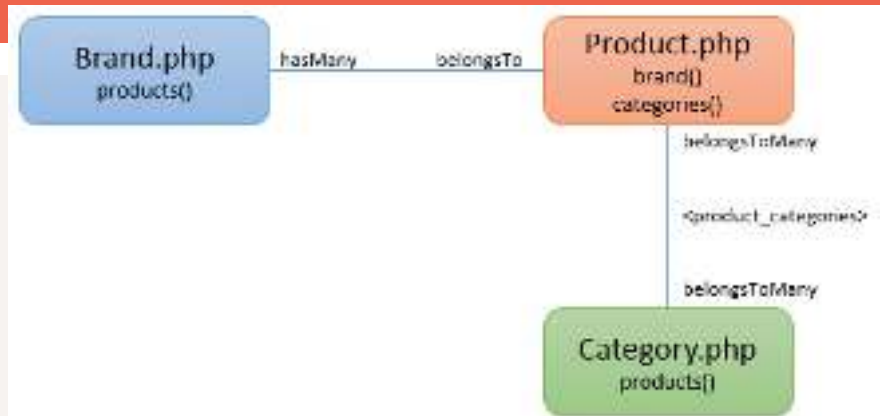 Brand.php
products()
hasMany
belongsTo
Product.php
brand()
categories()
belongsToMany
<product_categories>
belongsToMany
Category.php
products()